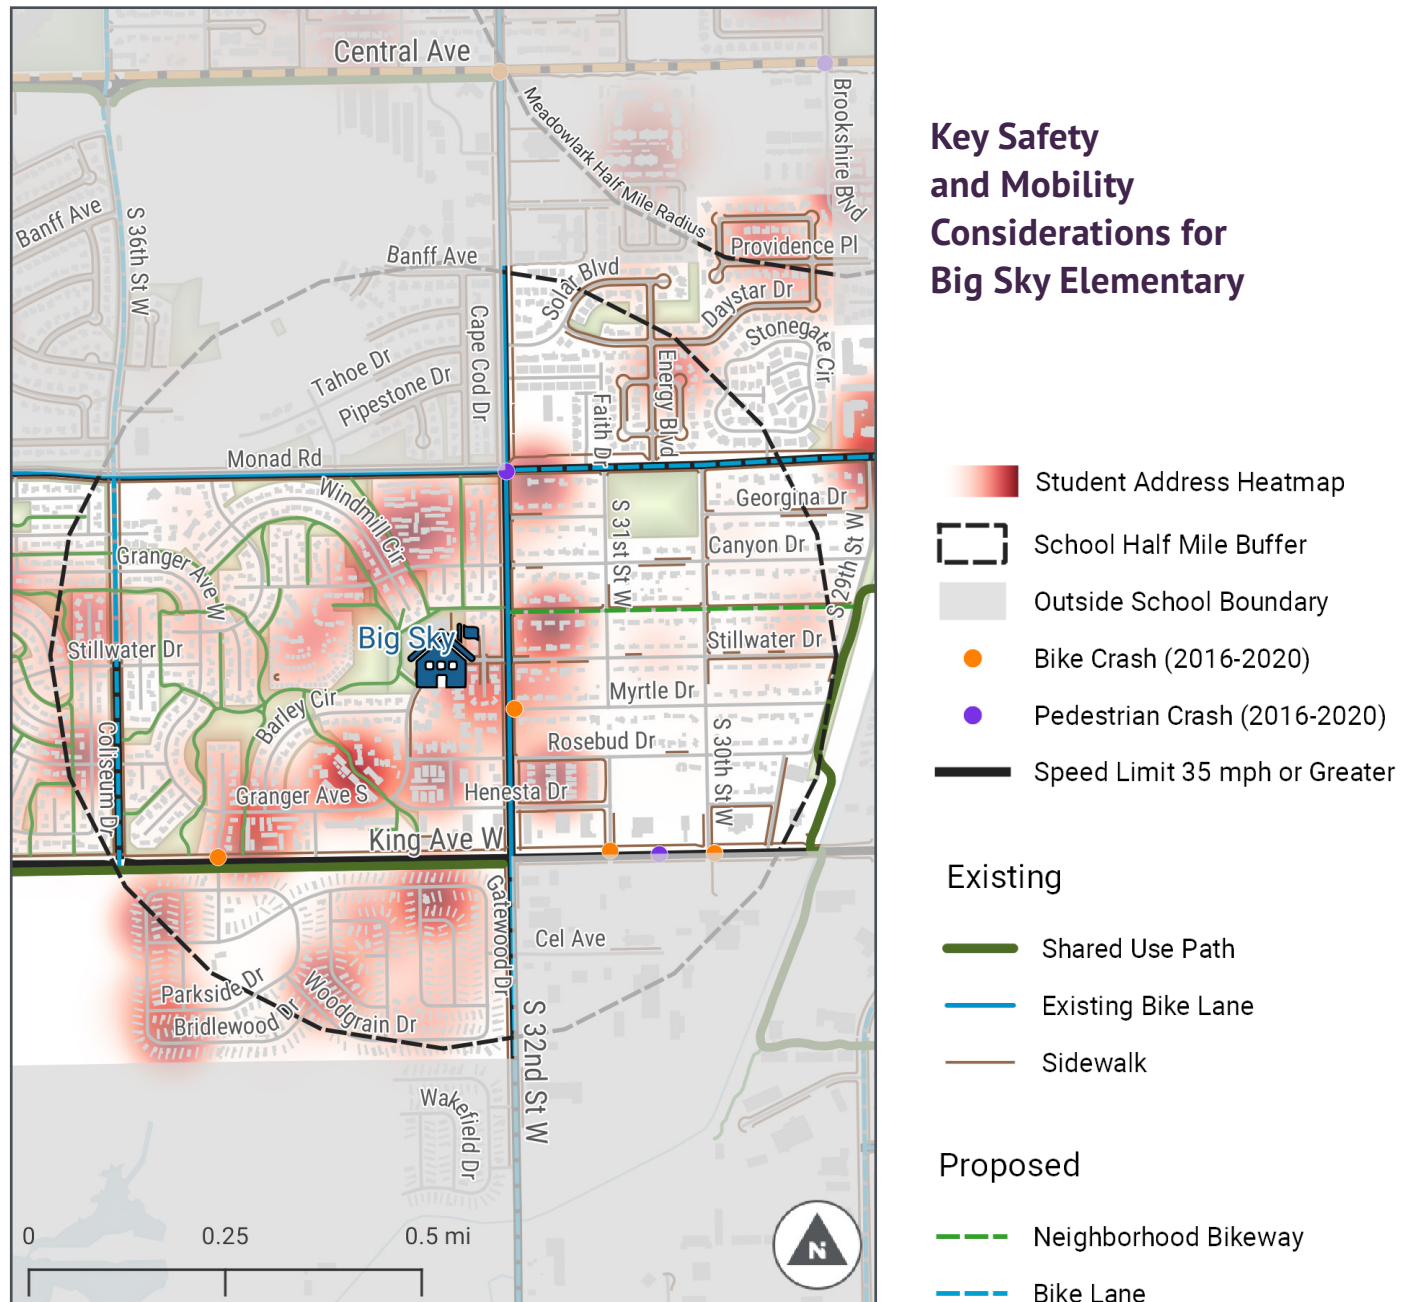 Central Ave
Meadowlark Half Mile Radius
Brookshire Blvd
Banff Ave
S 36th St W
Banff Ave
Solar Blvd
Providence Pl
Daystar Dr
Stonegate Cir
Cape Cod Dr
Tahoe Dr
Pipestone Dr
Energy Blvd
Faith Dr
Monad Rd
Windmill Cir
Georgina Dr
S 31st St W
Canyon Dr
S 29th St W
Granger Ave W
Big Sky
Stillwater Dr
Stillwater Dr
Myrtle Dr
Barley Cir
Coliseum Dr
Rosebud Dr
S 30th St W
Granger Ave S
Henesta Dr
King Ave W
Gatewood Dr
Cel Ave
Parkside Dr
Woodgrain Dr
Bridlewood Dr
S 32nd St W
Wakefield Dr
0 0.25 0.5 mi
N
Key Safety
and Mobility
Considerations for
Big Sky Elementary
Student Address Heatmap
School Half Mile Buffer
Outside School Boundary
Bike Crash (2016-2020)
Pedestrian Crash (2016-2020)
Speed Limit 35 mph or Greater
Existing
Shared Use Path
Existing Bike Lane
Sidewalk
Proposed
Neighborhood Bikeway
Bike Lane